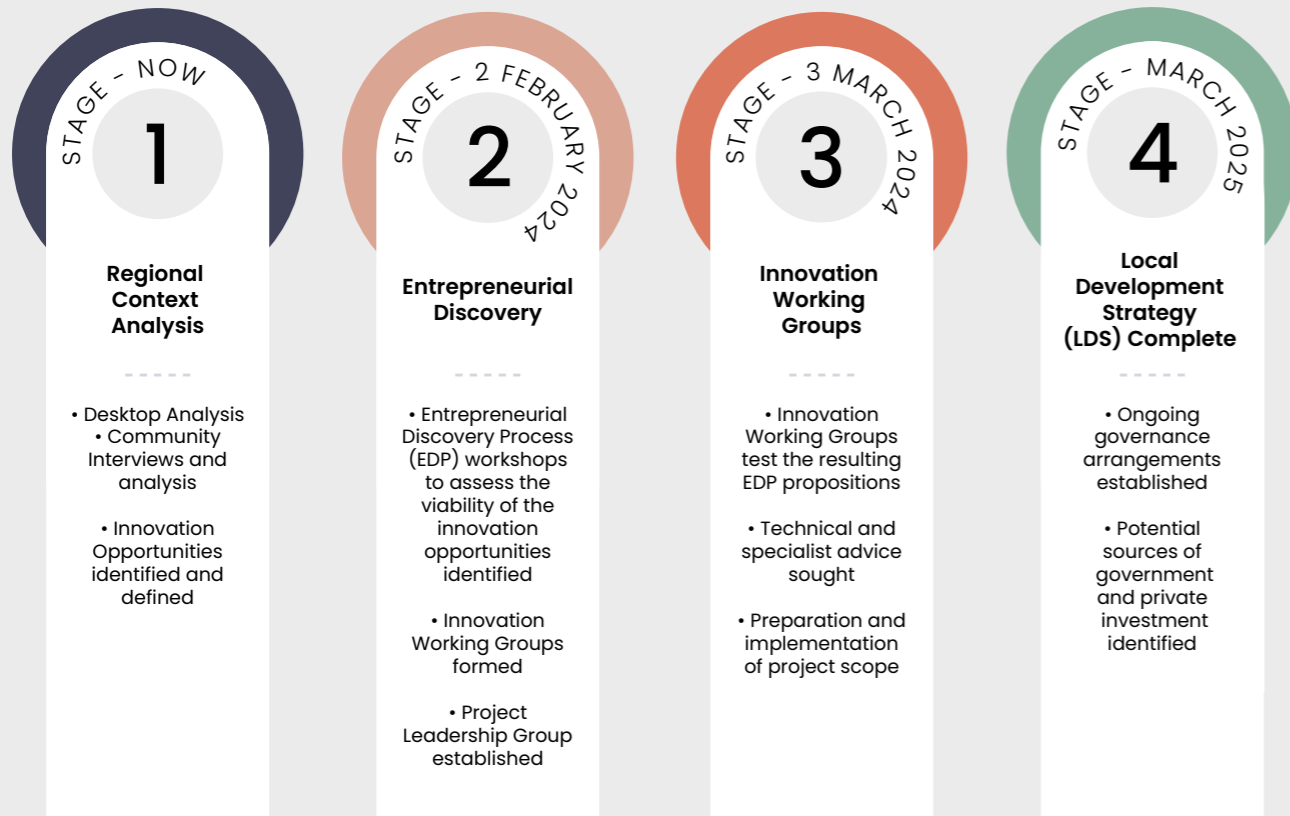 STAGE - NOW
1
Regional
Context
Analysis
• Desktop Analysis
• Community
Interviews and
analysis
• Innovation
Opportunities
identified and
defined
STAGE - 2 FEBRUARY 2024
2
Entrepreneurial
Discovery
• Entrepreneurial
Discovery Process
(EDP) workshops
to assess the
viability of the
innovation
opportunities
identified
• Innovation
Working Groups
formed
• Project
Leadership Group
established
STAGE - 3 MARCH 2024
3
Innovation
Working
Groups
• Innovation
Working Groups
test the resulting
EDP propositions
• Technical and
specialist advice
sought
• Preparation and
implementation
of project scope
STAGE - MARCH 2025
4
Local
Development
Strategy
(LDS) Complete
• Ongoing
governance
arrangements
established
• Potential
sources of
government
and private
investment
identified